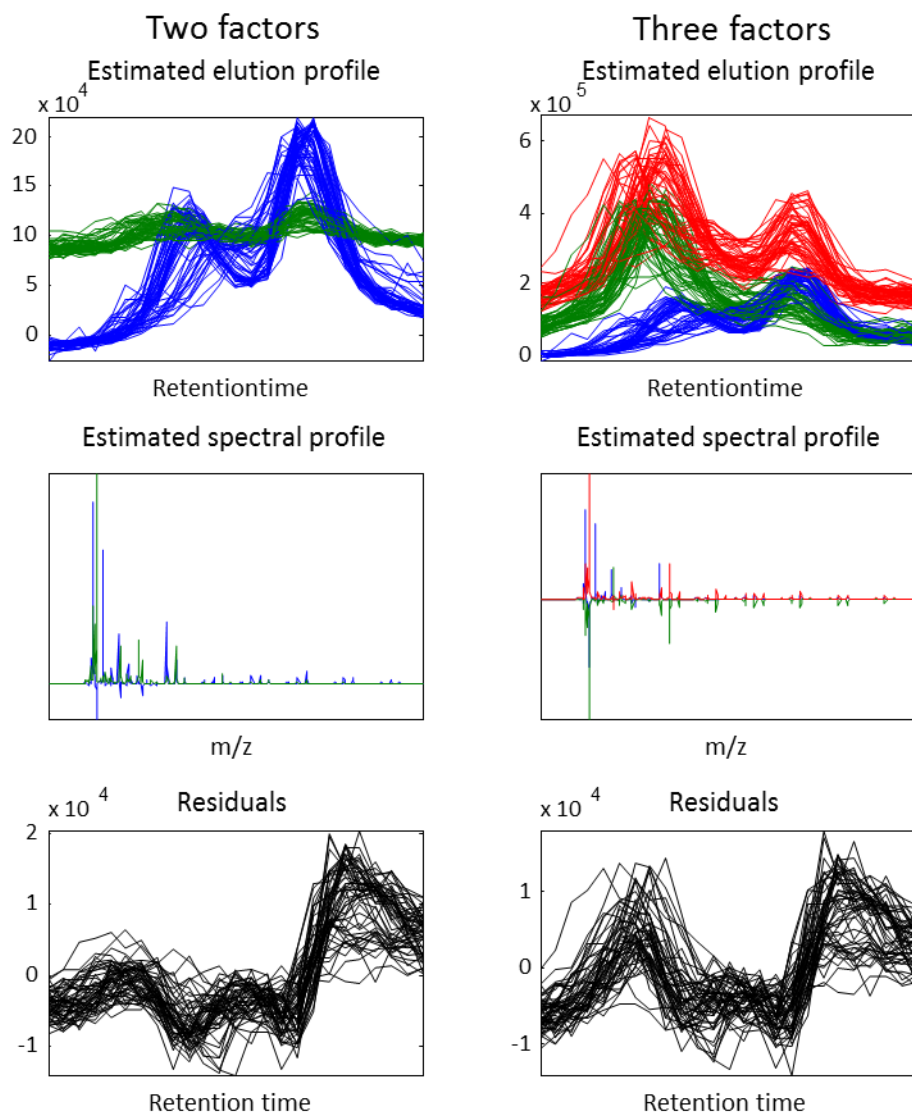 Two factors
Estimated elution profile
x 10 4
20
15
10
5
0
Retentiontime
Three factors
Estimated elution profile
x 10 5
6
4
2
0
Retentiontime
Estimated spectral profile
m/z
Estimated spectral profile
m/z
Residuals
x 10 4
2
1
0
-1
Retention time
Residuals
x 10 4
1
0
-1
Retention time